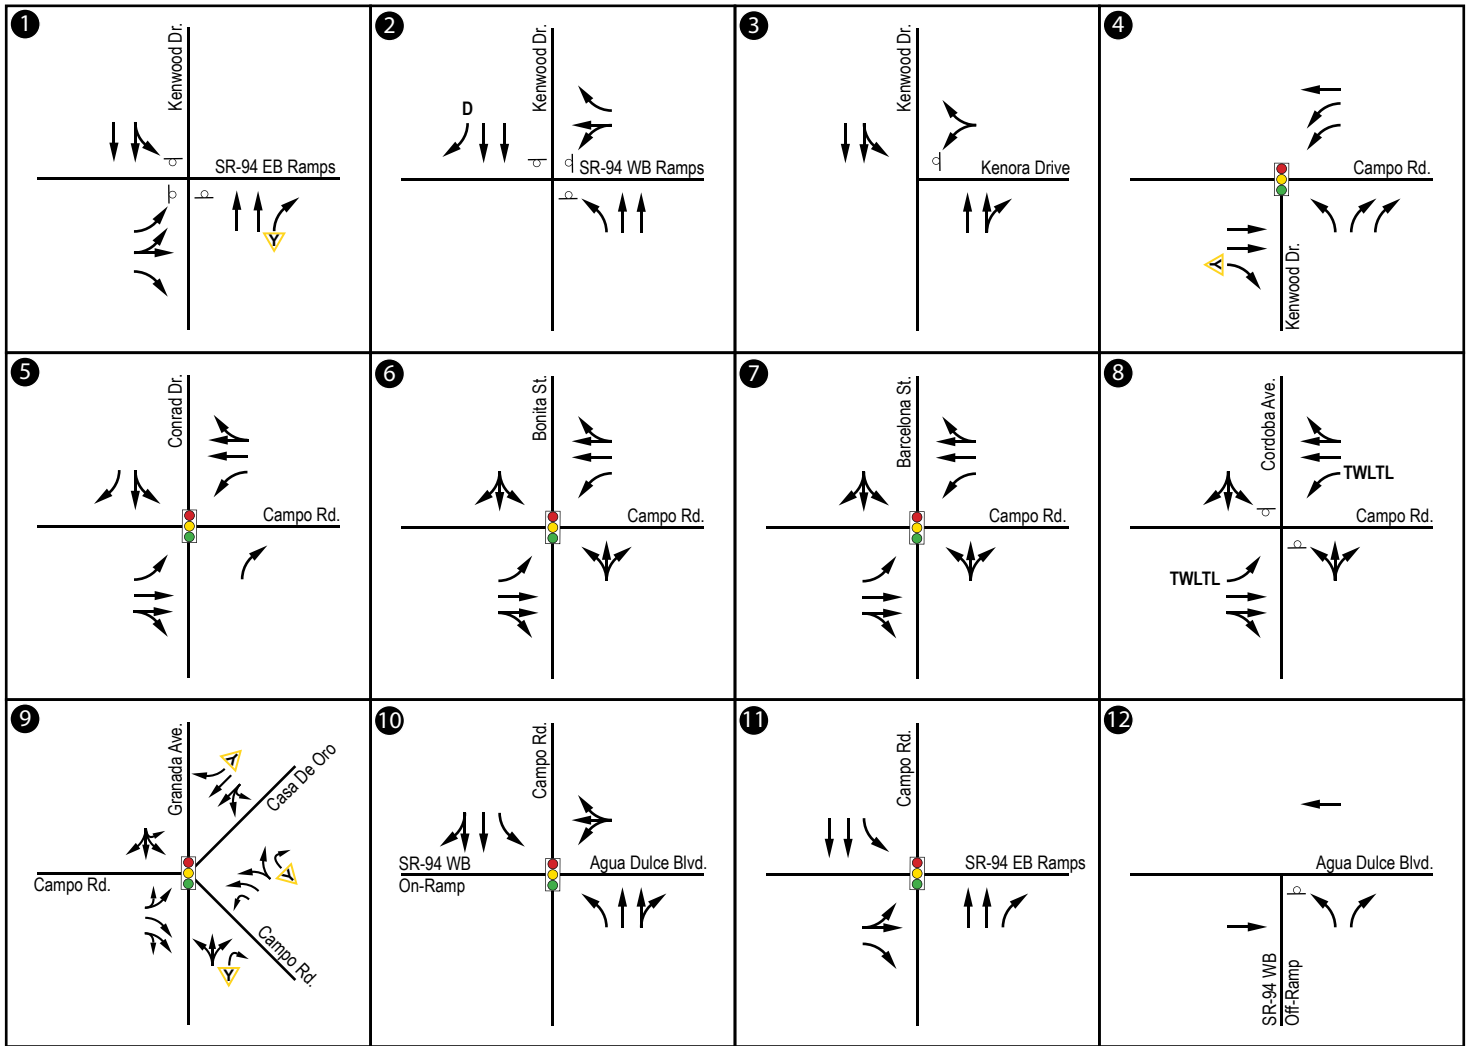 1
Kenwood Dr.
SR-94 EB Ramps
Y
2
D
Kenwood Dr.
SR-94 WB Ramps
3
Kenwood Dr.
Kenora Drive
4
Campo Rd.
Y
Kenwood Dr.
5
Conrad Dr.
Campo Rd.
6
Bonita St.
Campo Rd.
7
Barcelona St.
Campo Rd.
8
Cordoba Ave.
TWLTL
Campo Rd.
TWLTL
9
Granada Ave.
Y
Casa De Oro
Campo Rd.
Y
Campo Rd.
Y
10
Campo Rd.
SR-94 WB
On-Ramp
Agua Dulce Blvd.
11
Campo Rd.
SR-94 EB Ramps
12
Agua Dulce Blvd.
SR-94 WB
Off-Ramp